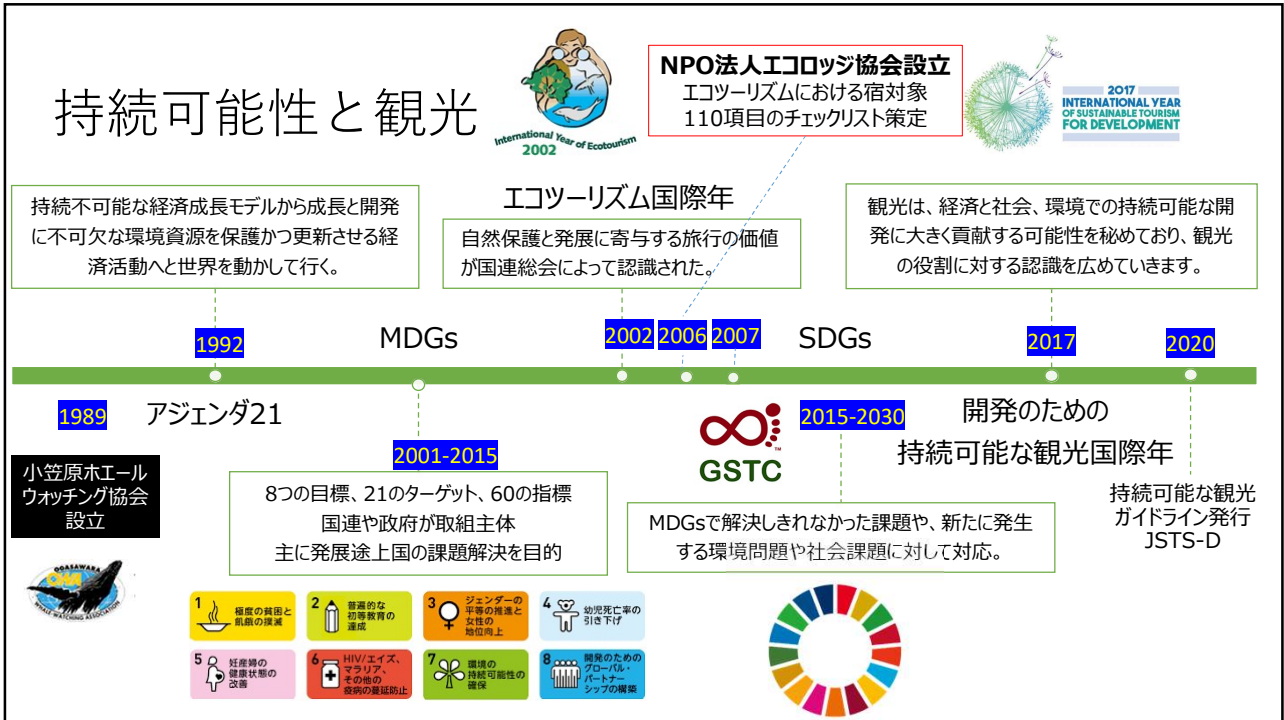 持続可能性と観光
International Year of Ecotourism
2002
NPO法人エコロッジ協会設立
エコツーリズムにおける宿対象
110項目のチェックリスト策定
2017
INTERNATIONAL YEAR
OF SUSTAINABLE TOURISM
FOR DEVELOPMENT
持続不可能な経済成長モデルから成長と開発
に不可欠な環境資源を保護かつ更新させる経
済活動へと世界を動かして行く。
エコツーリズム国際年
自然保護と発展に寄与する旅行の価値
が国連総会によって認識された。
観光は、経済と社会、環境での持続可能な開
発に大きく貢献する可能性を秘めており、観光
の役割に対する認識を広めていきます。
1992
MDGs
2002
2006
2007
SDGs
2017
2020
1989
アジェンダ21
小笠原ホエール
ウォッチング協会
設立
OGASAWARA
OWA
WHALE WATCHING ASSOCIATION
2001-2015
8つの目標、21のターゲット、60の指標
国連や政府が取組主体
主に発展途上国の課題解決を目的
GSTC
TM
2015-2030
MDGsで解決しきれなかった課題や、新たに発生
する環境問題や社会課題に対して対応。
開発のための
持続可能な観光国際年
持続可能な観光
ガイドライン発行
JSTS-D
1
極度の貧困と
飢餓の撲滅
2
普遍的な
初等教育の
達成
3
ジェンダーの
平等の推進と
女性の
地位向上
4
幼児死亡率の
引き下げ
5
妊産婦の
健康状態の
改善
6
HIV/エイズ、
マラリア、
その他の
疾病の蔓延防止
7
環境の
持続可能性の
確保
8
開発のための
グローバル・
パートナー
シップの構築